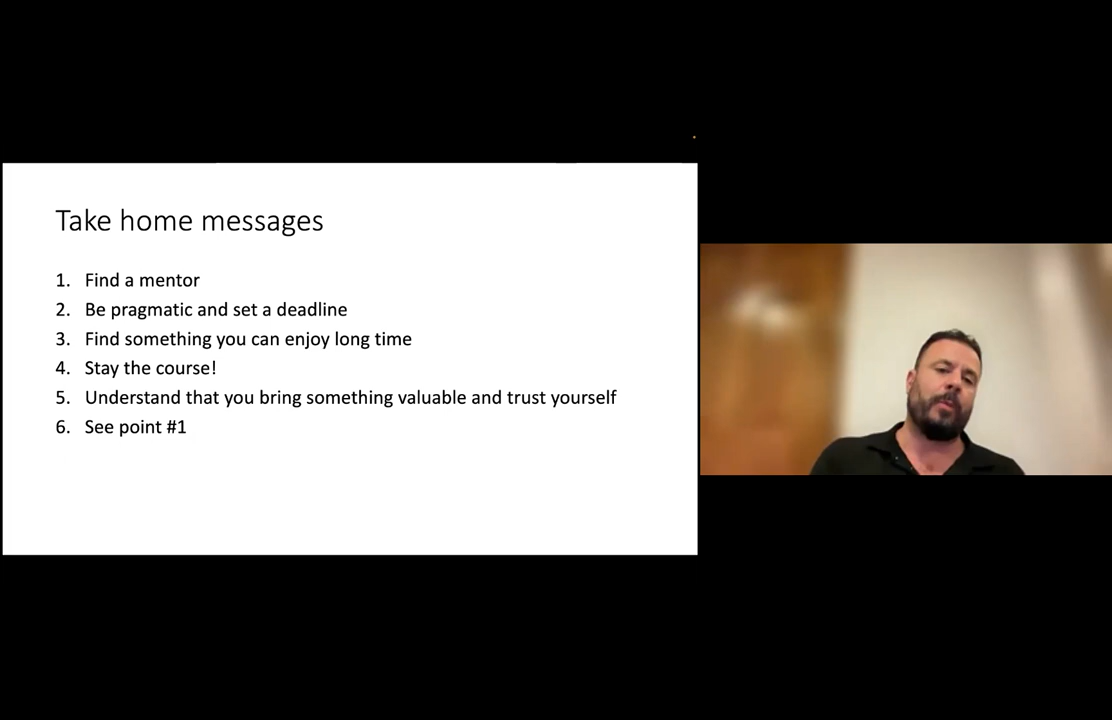 Take home messages
1. Find a mentor
2. Be pragmatic and set a deadline
3. Find something you can enjoy long time
4. Stay the course!
5. Understand that you bring something valuable and trust yourself
6. See point #1